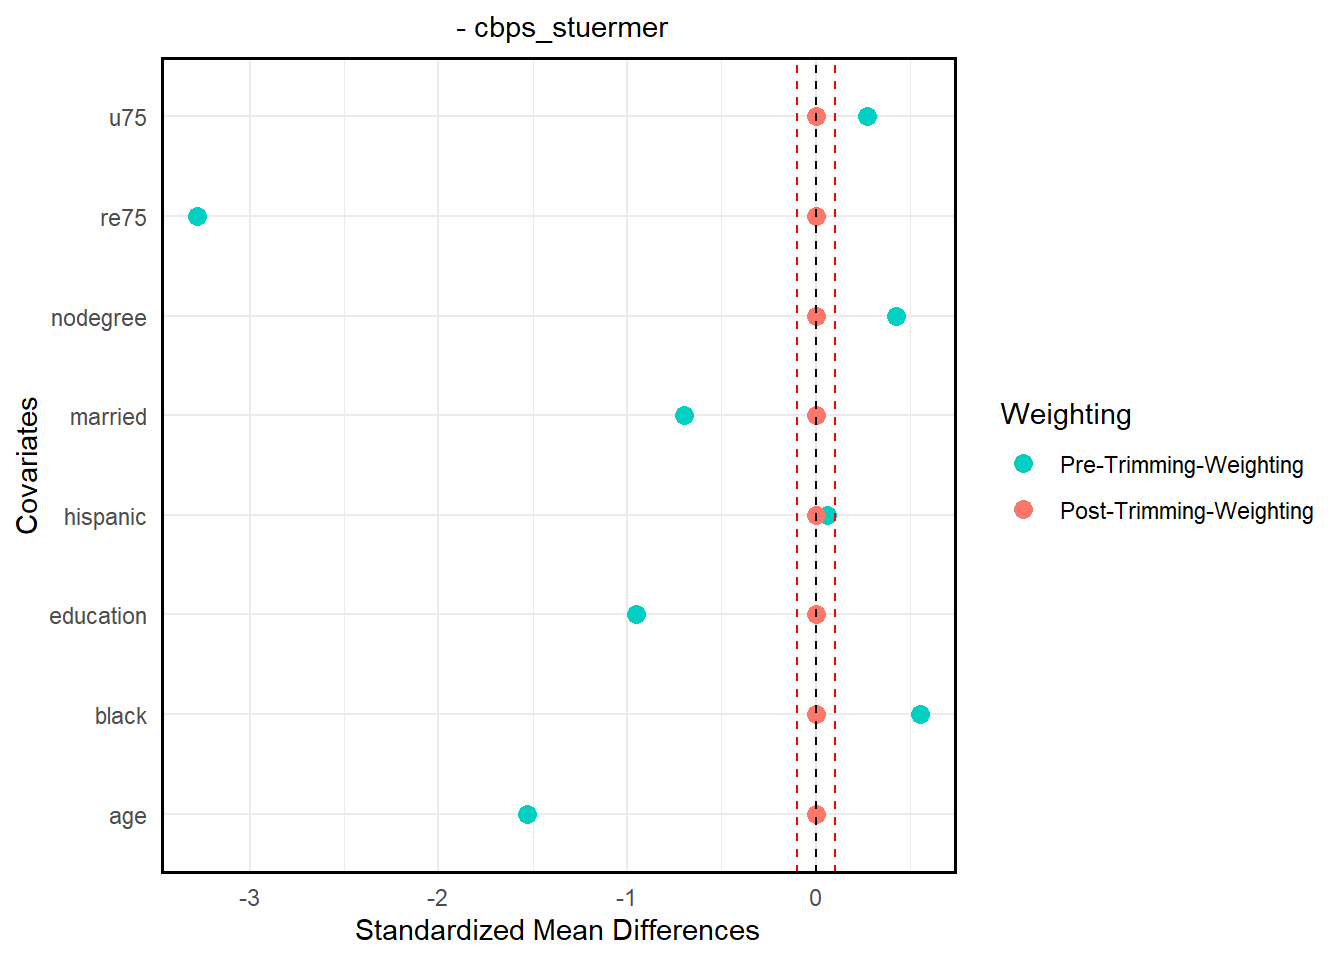 - cbps_stuermer
u75
re75
nodegree
married
hispanic
education
black
age
Covariates
-3
-2
-1
0
Standardized Mean Differences
Weighting
Pre-Trimming-Weighting
Post-Trimming-Weighting